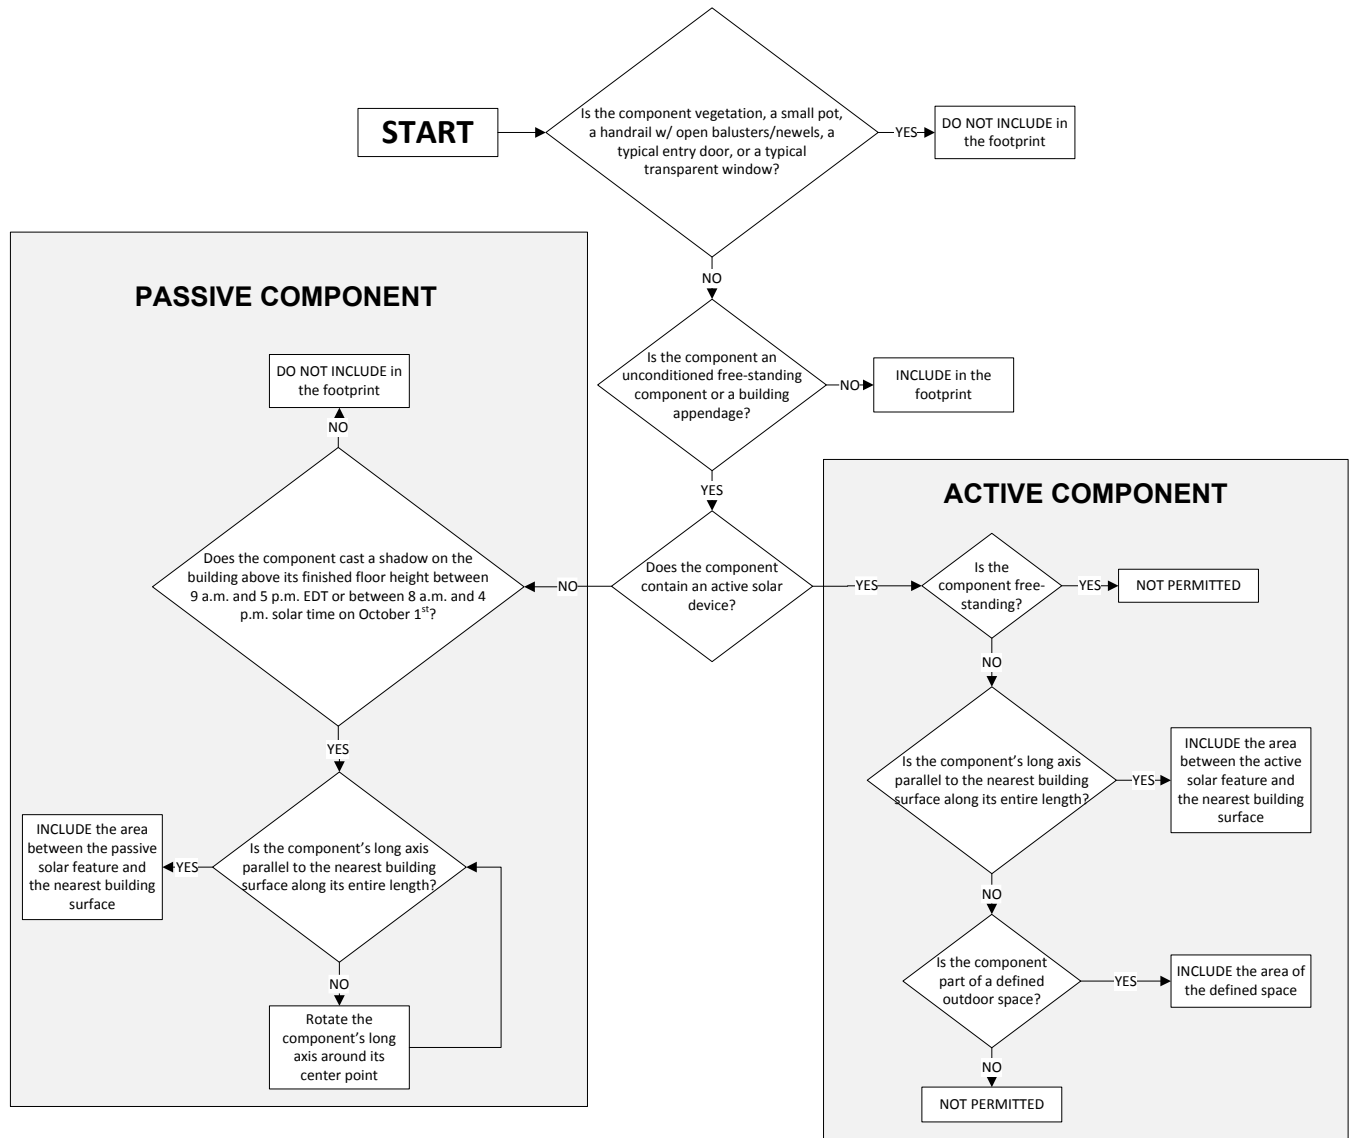 START
Is the component vegetation, a small pot,
a handrail w/ open balusters/newels, a
typical entry door, or a typical
transparent window?
YES
DO NOT INCLUDE in
the footprint
NO
Is the component an
unconditioned free-standing
component or a building
appendage?
NO
INCLUDE in the
footprint
YES
Does the component
contain an active solar
device?
NO
YES
PASSIVE COMPONENT
DO NOT INCLUDE in
the footprint
NO
Does the component cast a shadow on the
building above its finished floor height between
9 a.m. and 5 p.m. EDT or between 8 a.m. and 4
p.m. solar time on October 1st?
YES
Is the component's long axis
parallel to the nearest building
surface along its entire length?
YES
INCLUDE the area
between the passive
solar feature and
the nearest building
surface
NO
Rotate the
component's long
axis around its
center point
ACTIVE COMPONENT
Is the
component free-
standing?
YES
NOT PERMITTED
NO
Is the component's long axis
parallel to the nearest building
surface along its entire length?
YES
INCLUDE the area
between the active
solar feature and
the nearest building
surface
NO
Is the component
part of a defined
outdoor space?
YES
INCLUDE the area of
the defined space
NO
NOT PERMITTED